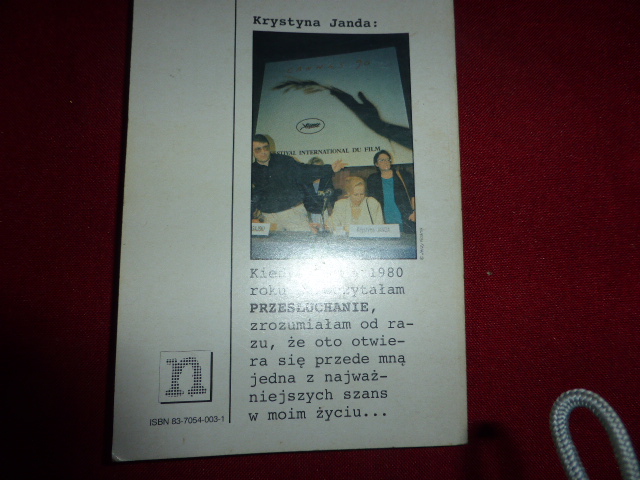 Krystyna Janda:
FESTIVAL INTERNATIONAL DU FILM
1980
roku
PRZESŁUCHANIE,
zrozumiałam od ra-
zu, że oto otwie-
ra się przede mną
jedna z najważ-
niejszych szans
w moim życiu...
n
ISBN 83-7054-003-1